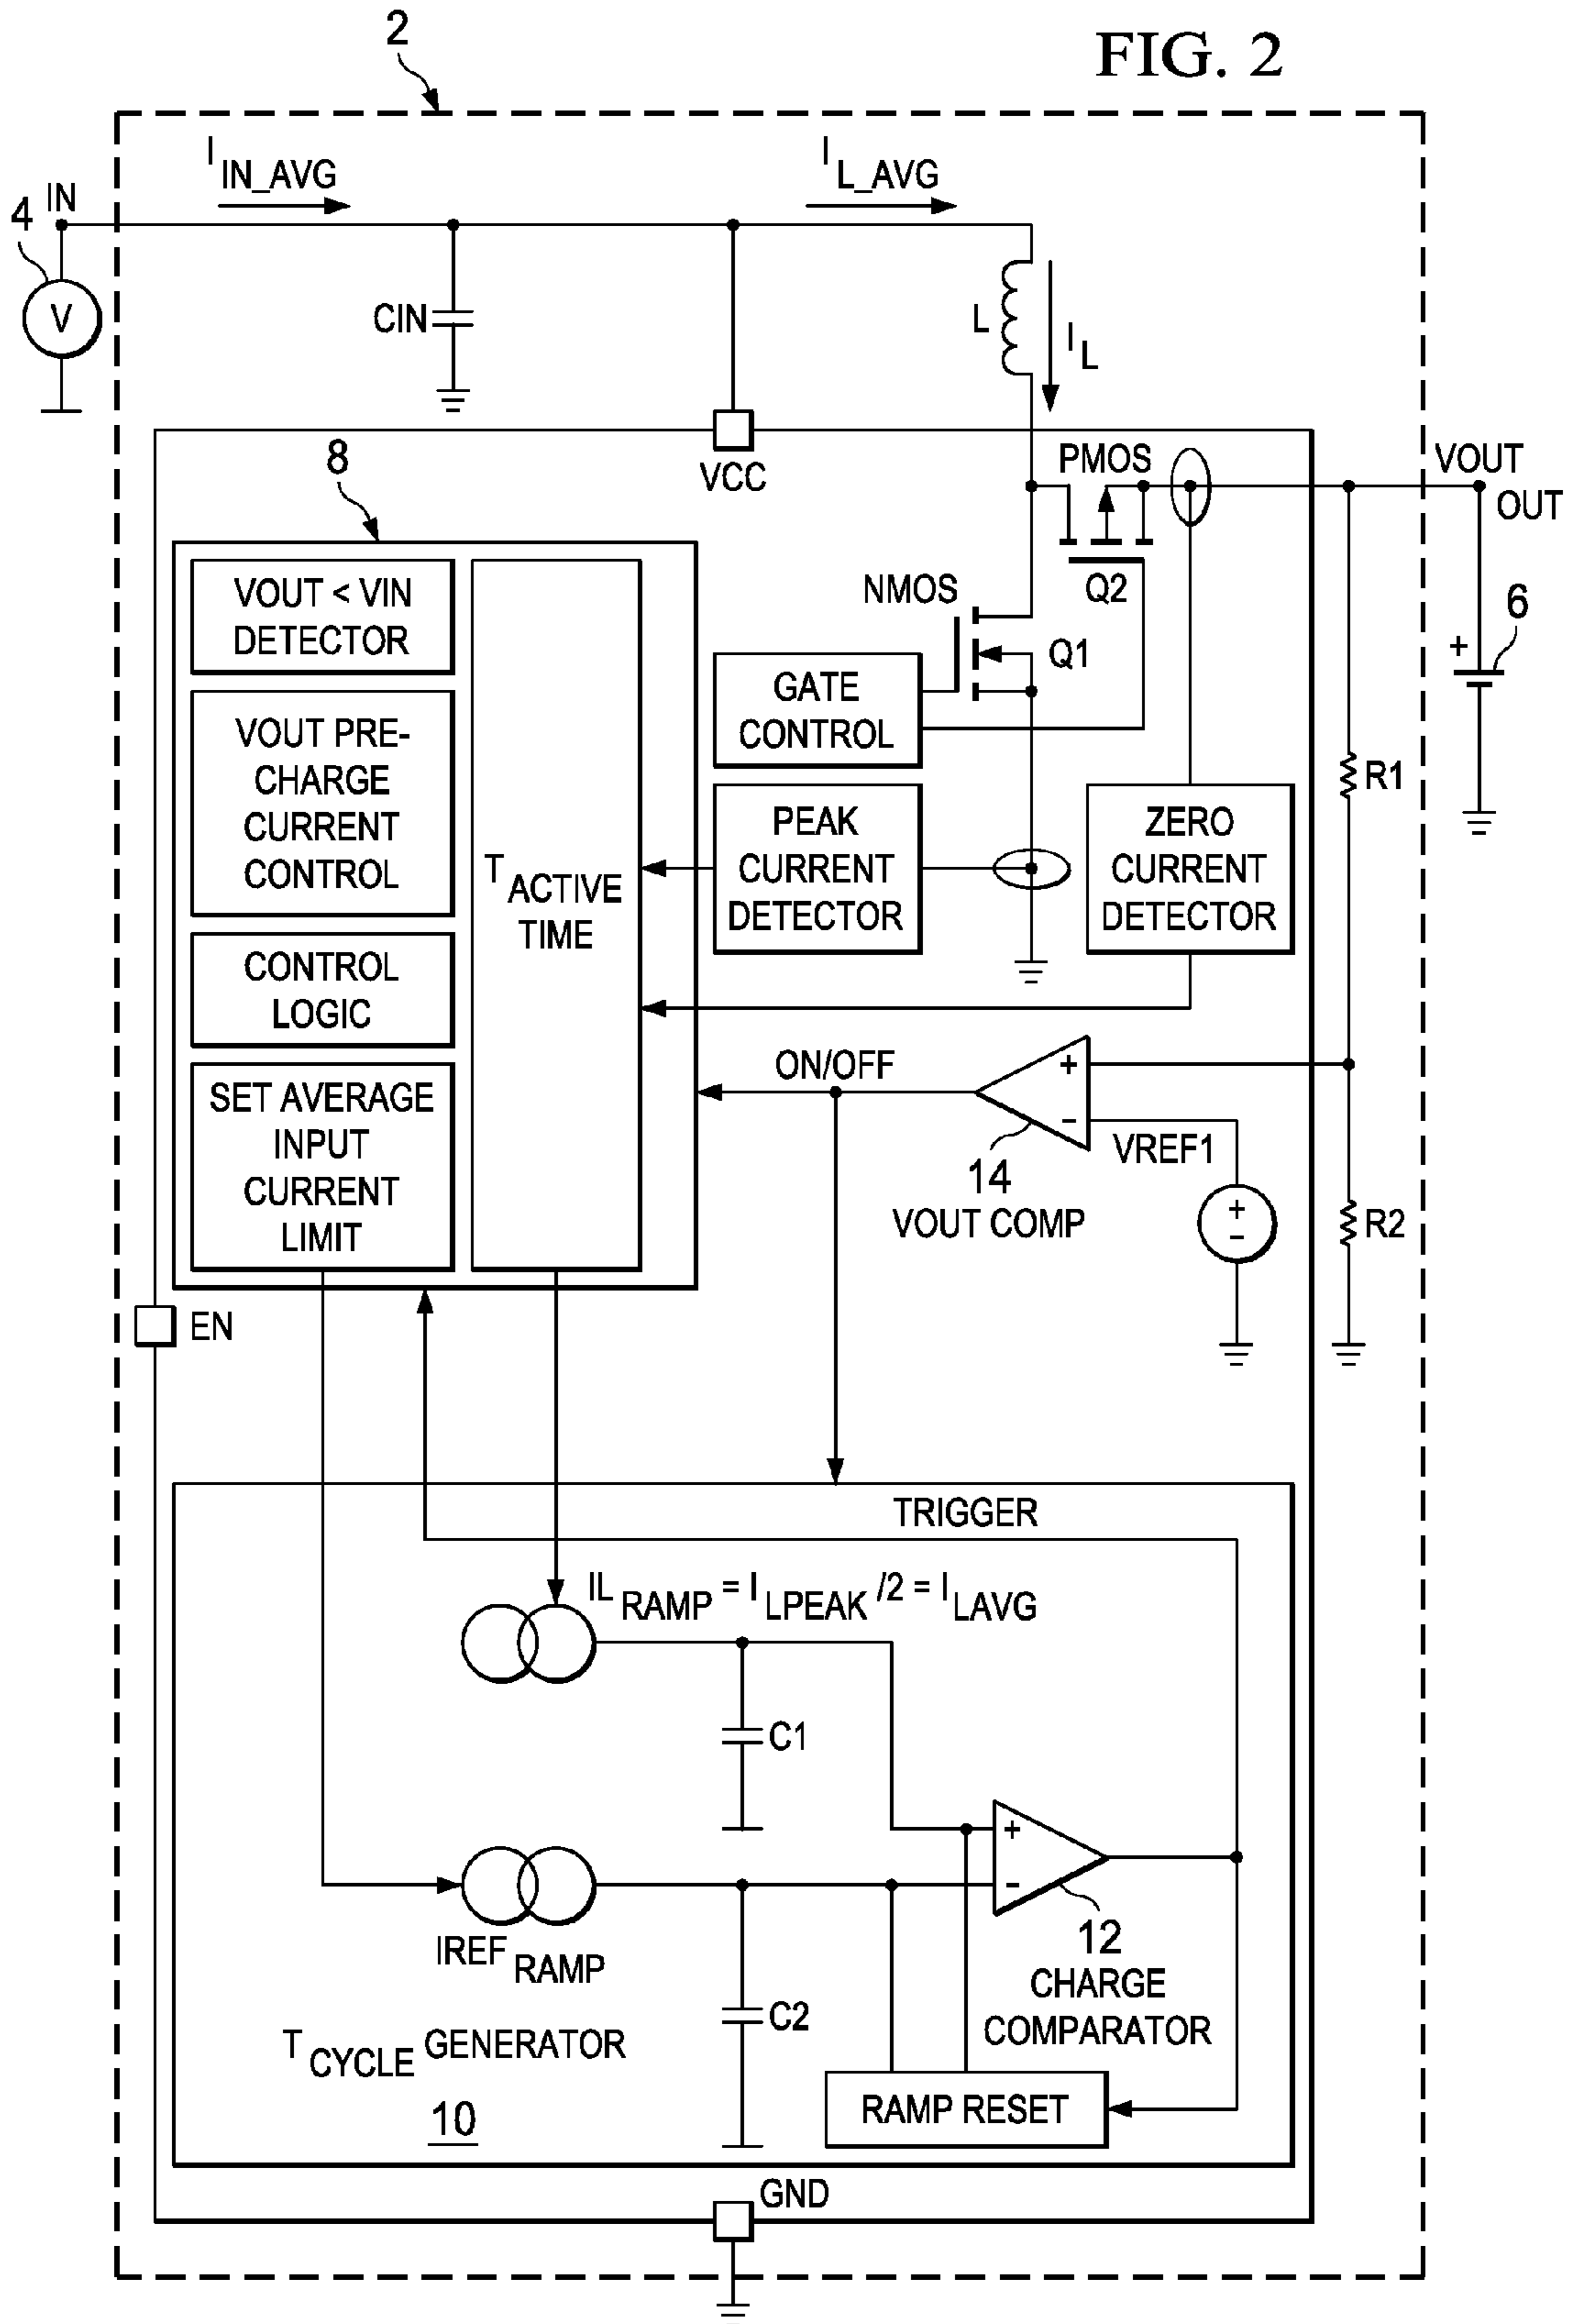 FIG. 2
2
I IN_AVG
I L_AVG
4
IN
V
CIN
L
I L
VCC
8
PMOS
VOUT
OUT
VOUT < VIN
DETECTOR
NMOS
Q2
Q1
6
+
VOUT PRE-
CHARGE
CURRENT
CONTROL
GATE
CONTROL
R1
T ACTIVE
TIME
PEAK
CURRENT
DETECTOR
ZERO
CURRENT
DETECTOR
CONTROL
LOGIC
ON/OFF
+
-
SET AVERAGE
INPUT
CURRENT
LIMIT
14
VOUT COMP
VREF1
+
-
R2
EN
TRIGGER
IL RAMP = I LPEAK /2 = I LAVG
C1
+
-
IREF RAMP
12
CHARGE
COMPARATOR
C2
T CYCLE GENERATOR
10
RAMP RESET
GND